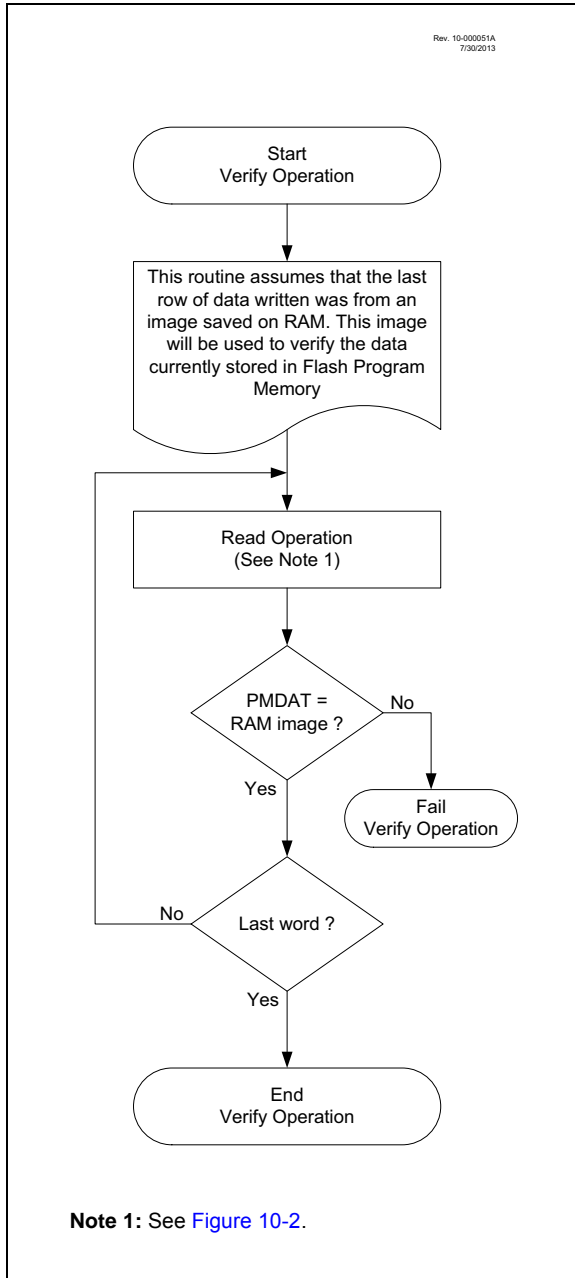 Rev. 10-000051A
7/30/2013
Start
Verify Operation
This routine assumes that the last
row of data written was from an
image saved on RAM. This image
will be used to verify the data
currently stored in Flash Program
Memory
Read Operation
(See Note 1)
PMDAT =
RAM image ?
No
Yes
Fail
Verify Operation
Last word ?
No
Yes
End
Verify Operation
Note 1: See Figure 10-2.